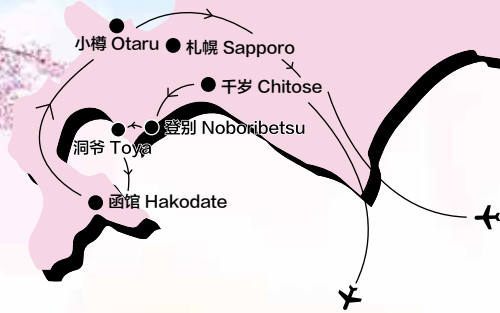 小樽 Otaru
札幌 Sapporo
千岁 Chitose
登别 Noboribetsu
洞爷 Toya
函馆 Hakodate